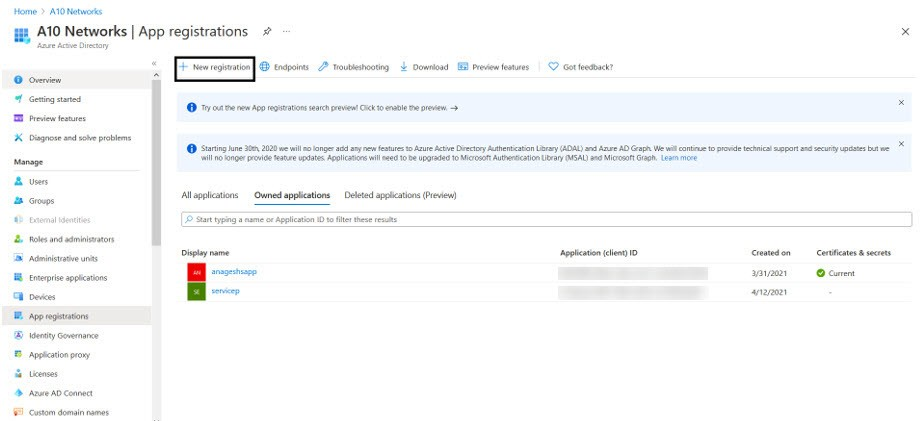 Home > A10 Networks
A10 Networks | App registrations
Azure Active Directory
New registration Endpoints Troubleshooting Download Preview features Got feedback?
Overview
Getting started
Preview features
Diagnose and solve problems
Manage
Users
Groups
External Identities
Roles and administrators
Administrative units
Enterprise applications
Devices
App registrations
Identity Governance
Application proxy
Licenses
Azure AD Connect
Custom domain names
Try out the new App registrations search preview! Click to enable the preview. →
Starting June 30th, 2020 we will no longer add any new features to Azure Active Directory Authentication Library (ADAL) and Azure AD Graph. We will continue to provide technical support and security updates but we
will no longer provide feature updates. Applications will need to be upgraded to Microsoft Authentication Library (MSAL) and Microsoft Graph. Learn more
All applications Owned applications Deleted applications (Preview)
Start typing a name or Application ID to filter these results
Display name Application (client) ID Created on Certificates & secrets
anageshsapp 3/31/2021 Current
SE servicep 4/12/2021 -